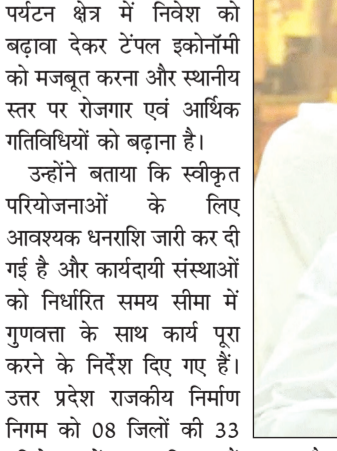 पर्यटन क्षेत्र में निवेश को
बढ़ावा देकर टेंपल इकोनॉमी
को मजबूत करना और स्थानीय
स्तर पर रोजगार एवं आर्थिक
गतिविधियों को बढ़ाना है।
उन्होंने बताया कि स्वीकृत
परियोजनाओं के लिए
आवश्यक धनराशि जारी कर दी
गई है और कार्यदायी संस्थाओं
को निर्धारित समय सीमा में
गुणवत्ता के साथ कार्य पूरा
करने के निर्देश दिए गए हैं।
उत्तर प्रदेश राजकीय निर्माण
निगम को 08 जिलों की 33